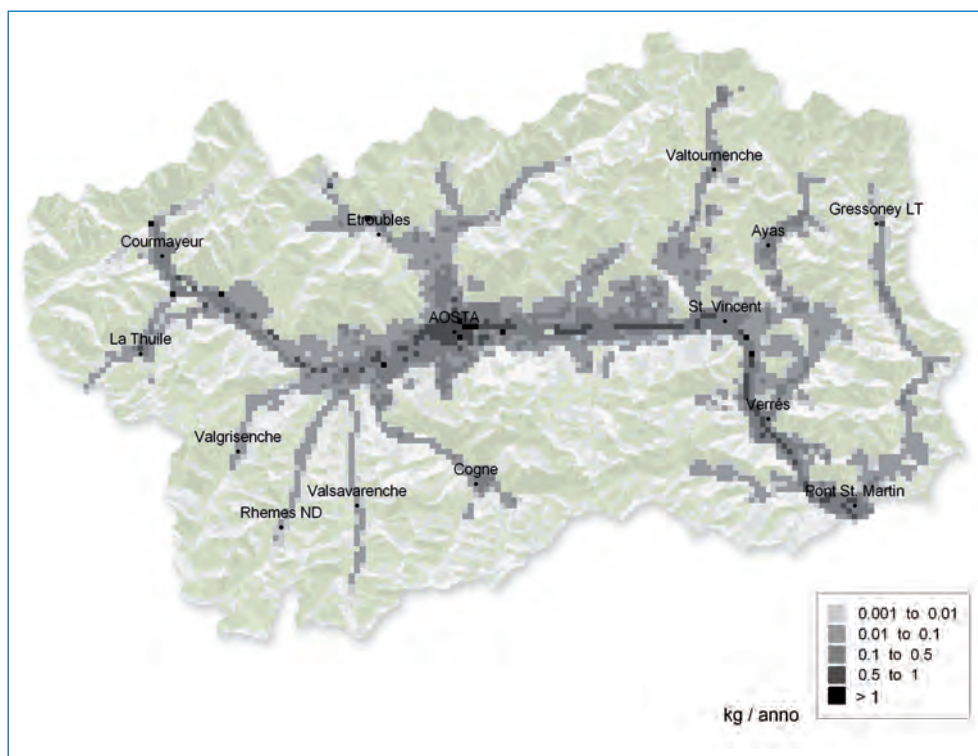 Valtournenche
Gressoney LT
Etroubles
Ayas
Courmayeur
St. Vincent
AOSTA
La Thuile
Verrés
Valgrisenche
Cogne
Valsavarenche
Pont St. Martin
Rhemes ND
0.001 to 0.01
0.01 to 0.1
0.1 to 0.5
0.5 to 1
> 1
kg / anno